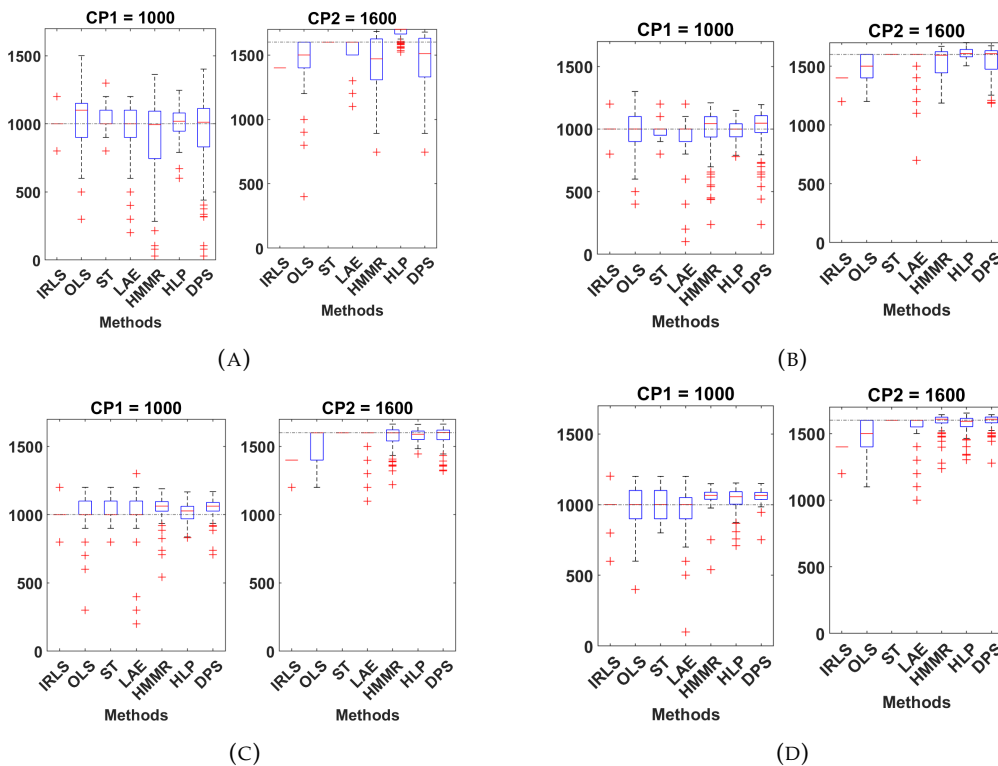 CP1 = 1000
1500
1000
500
0
IRLS
OLS
ST
LAE
HMMR
HLP
DPS
Methods
CP2 = 1600
1500
1000
500
0
IRLS
OLS
ST
LAE
HMMR
HLP
DPS
Methods
(A)
CP1 = 1000
1500
1000
500
0
IRLS
OLS
ST
LAE
HMMR
HLP
DPS
Methods
CP2 = 1600
1500
1000
500
0
IRLS
OLS
ST
LAE
HMMR
HLP
DPS
Methods
(B)
CP1 = 1000
1500
1000
500
0
IRLS
OLS
ST
LAE
HMMR
HLP
DPS
Methods
CP2 = 1600
1500
1000
500
0
IRLS
OLS
ST
LAE
HMMR
HLP
DPS
Methods
(C)
CP1 = 1000
1500
1000
500
0
IRLS
OLS
ST
LAE
HMMR
HLP
DPS
Methods
CP2 = 1600
1500
1000
500
0
IRLS
OLS
ST
LAE
HMMR
HLP
DPS
Methods
(D)